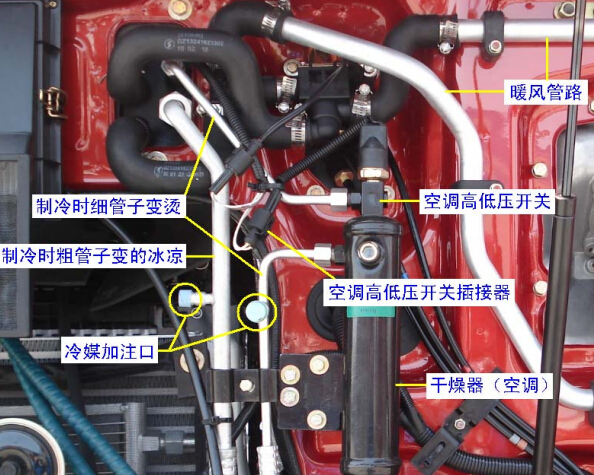 暖风管路
制冷时细管子变烫
空调高低压开关
制冷时粗管子变的冰凉
空调高低压开关插接器
冷媒加注口
干燥器（空调）